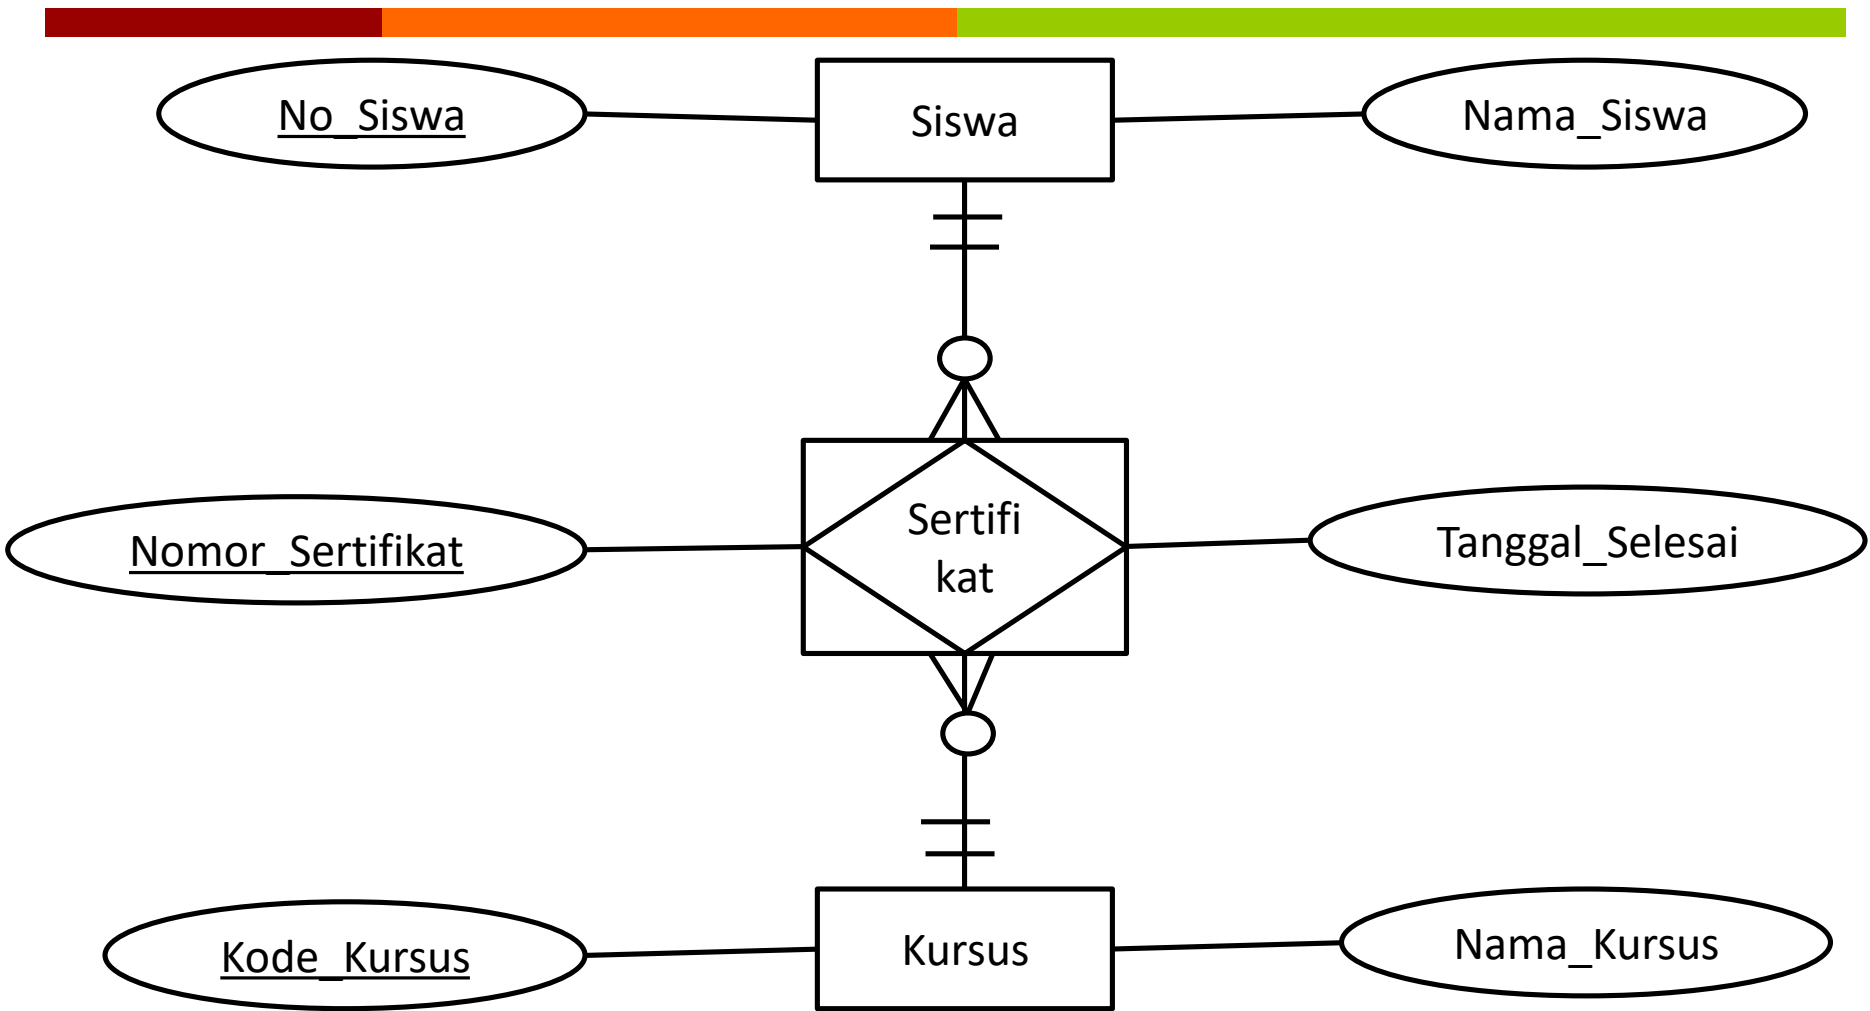 No_Siswa
Siswa
Nama_Siswa
Nomor_Sertifikat
Sertifi
kat
Tanggal_Selesai
Kode_Kursus
Kursus
Nama_Kursus